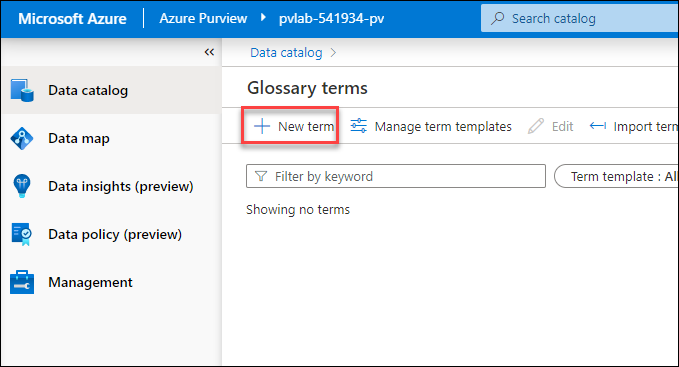 Microsoft Azure Azure Purview pvlab-541934-pv Search catalog
«
Data catalog
Data map
Data insights (preview)
Data policy (preview)
Management
Data catalog >
Glossary terms
+ New term Manage term templates Edit Import term
Filter by keyword Term template : All
Showing no terms